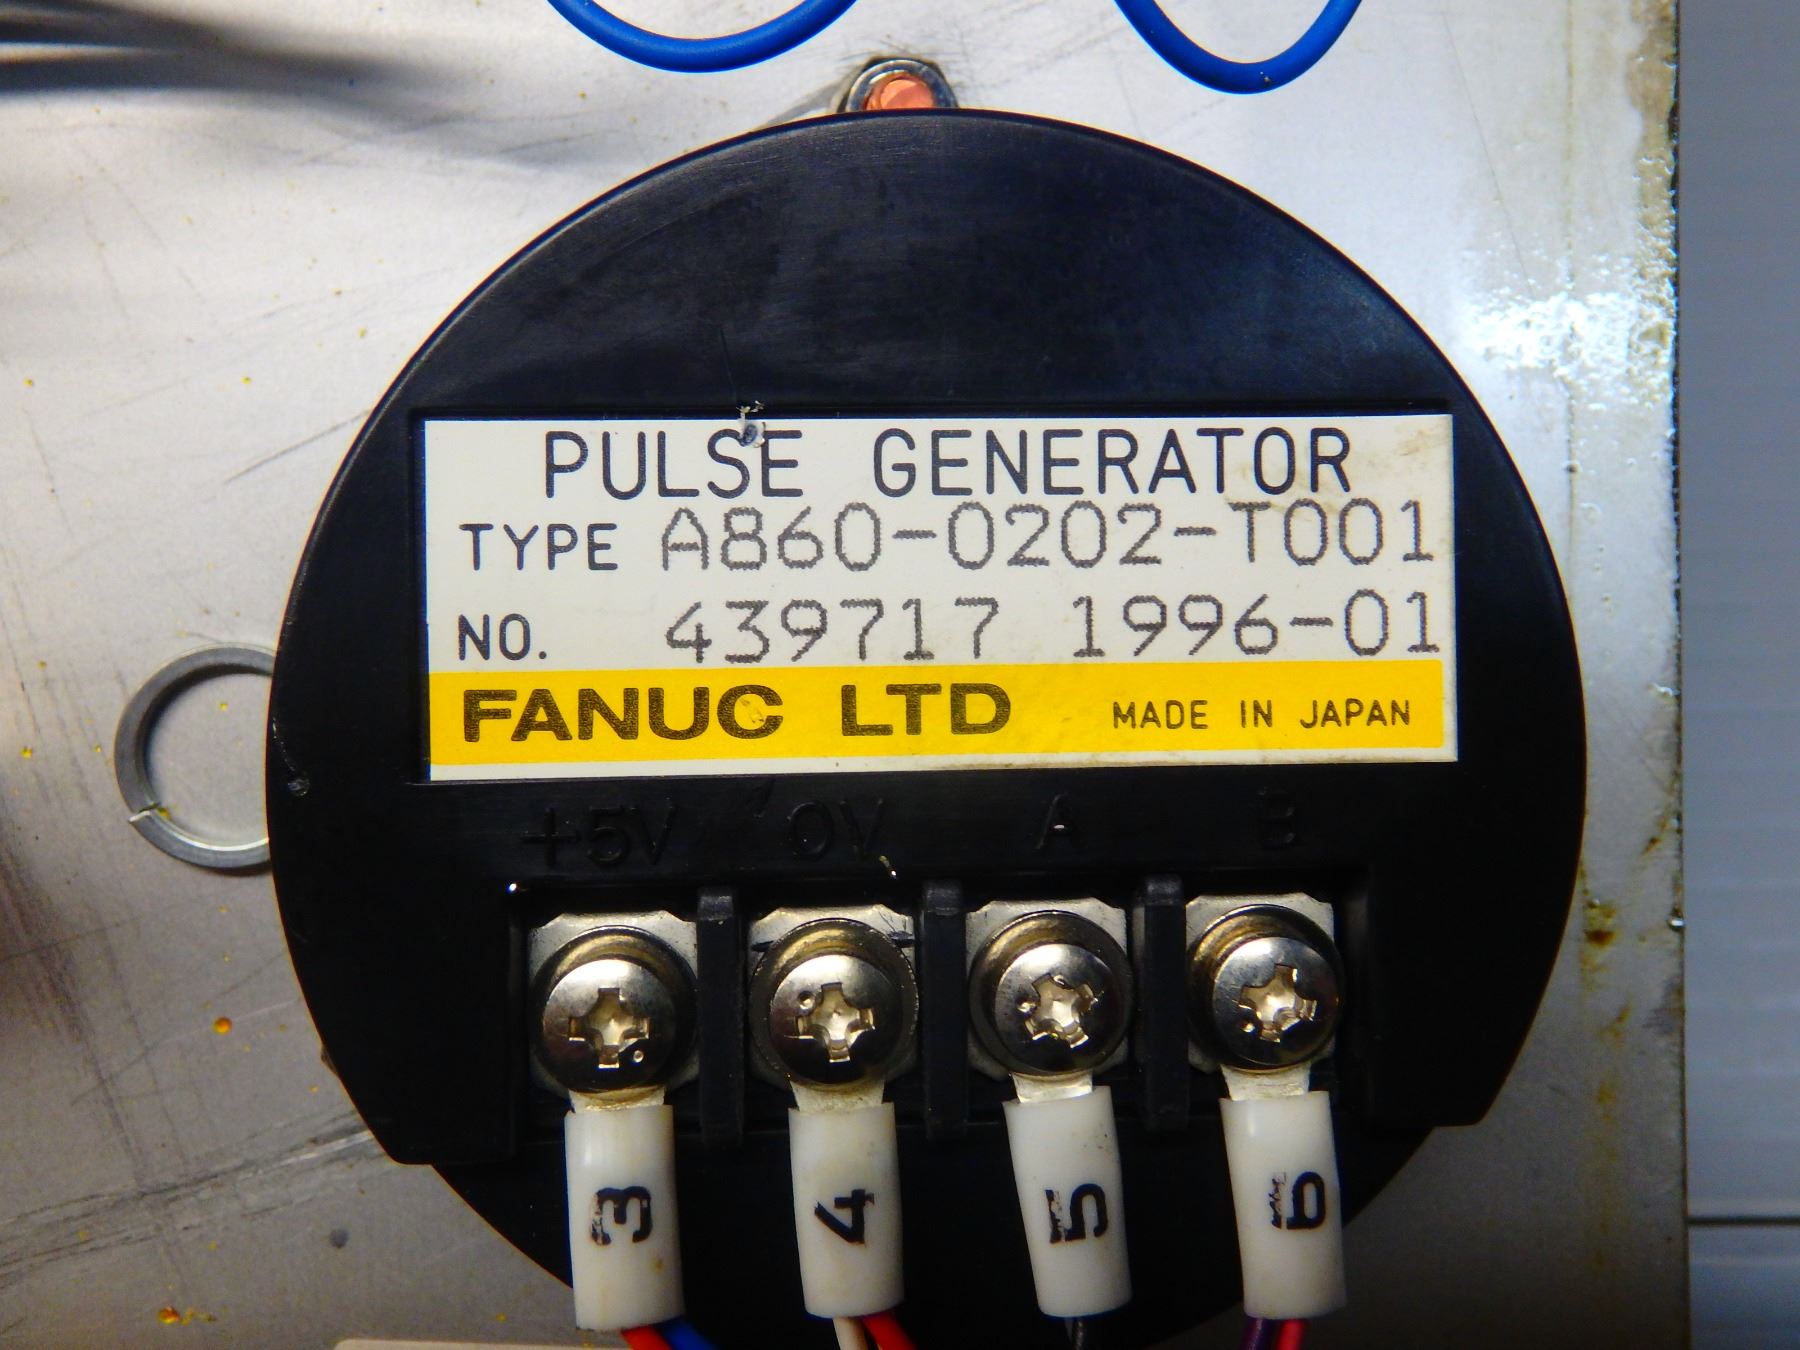 PULSE GENERATOR
TYPE A860-0202-T001
NO. 439717 1996-01
FANUC LTD MADE IN JAPAN
+5V 0V A B
3 4 5 6